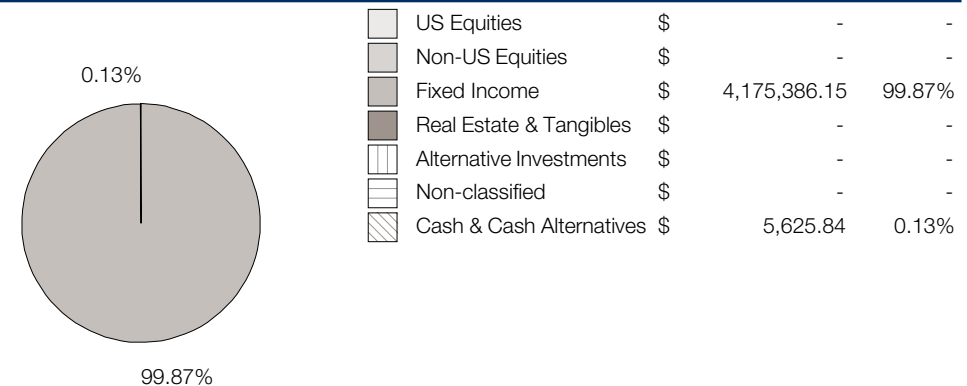 0.13%
99.87%
US Equities $ - -
Non-US Equities $ - -
Fixed Income $ 4,175,386.15 99.87%
Real Estate & Tangibles $ - -
Alternative Investments $ - -
Non-classified $ - -
Cash & Cash Alternatives $ 5,625.84 0.13%